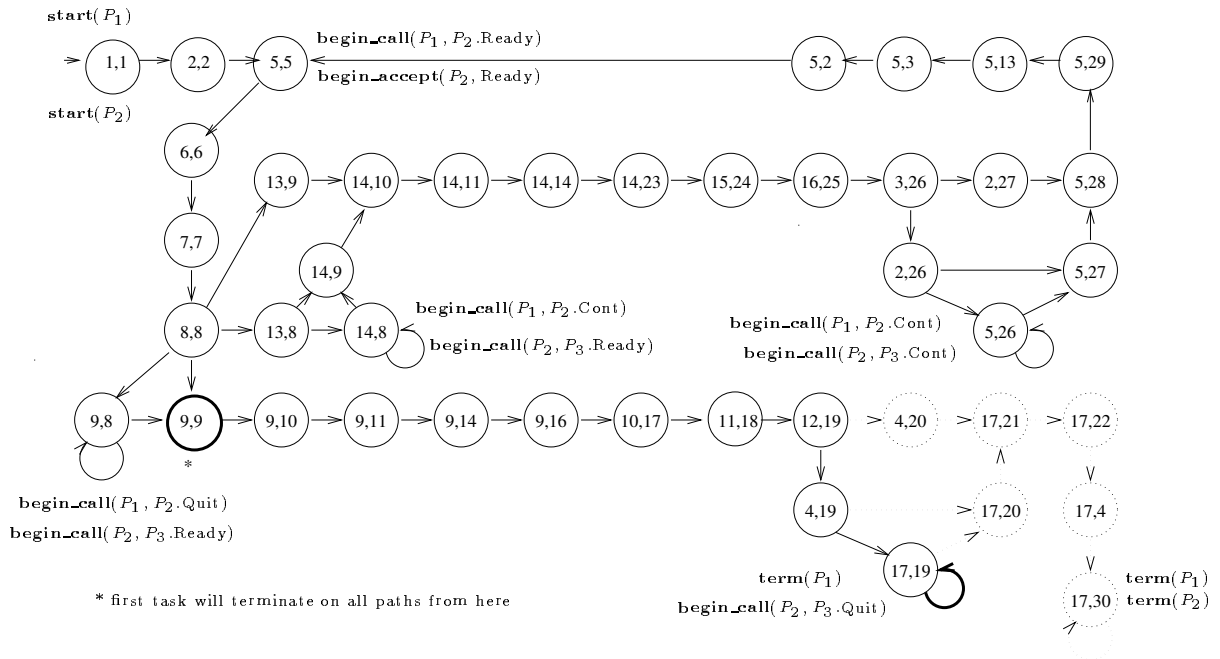 start(P1)
1,1 2,2 5,5 begin_call(P1, P2.Ready) 5,2 5,3 5,13 5,29
begin_accept(P2, Ready)
start(P2)
6,6
13,9 14,10 14,11 14,14 14,23 15,24 16,25 3,26 2,27 5,28
7,7
14,9 2,26 5,27
begin_call(P1, P2.Cont)
8,8 13,8 14,8 begin_call(P1, P2.Cont) 5,26
begin_call(P2, P3.Ready) begin_call(P2, P3.Cont)
9,8 9,9 9,10 9,11 9,14 9,16 10,17 11,18 12,19 4,20 17,21 17,22
*
begin_call(P1, P2.Quit)
begin_call(P2, P3.Ready)
4,19 17,20 17,4
17,19
term(P1)
begin_call(P2, P3.Quit)
17,30 term(P1)
term(P2)
* first task will terminate on all paths from here